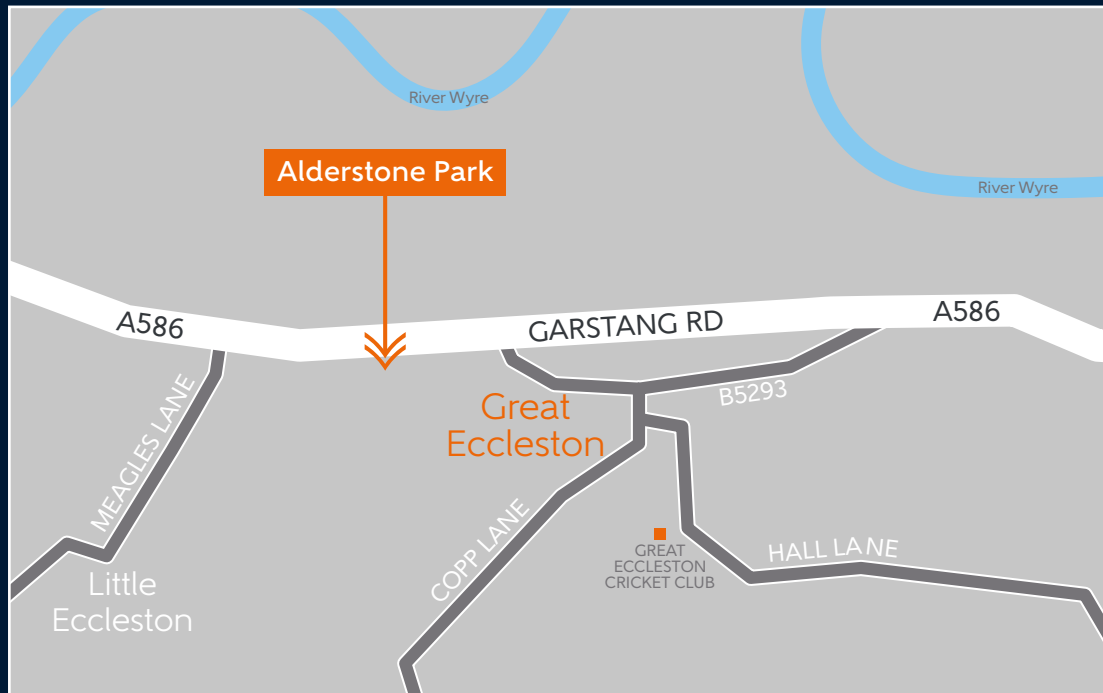 River Wyre
Alderstone Park
River Wyre
A586
GARSTANG RD
A586
MEAGLES LANE
B5293
Great
Eccleston
COPP LANE
GREAT
ECCLESTON
CRICKET CLUB
HALL LANE
Little
Eccleston